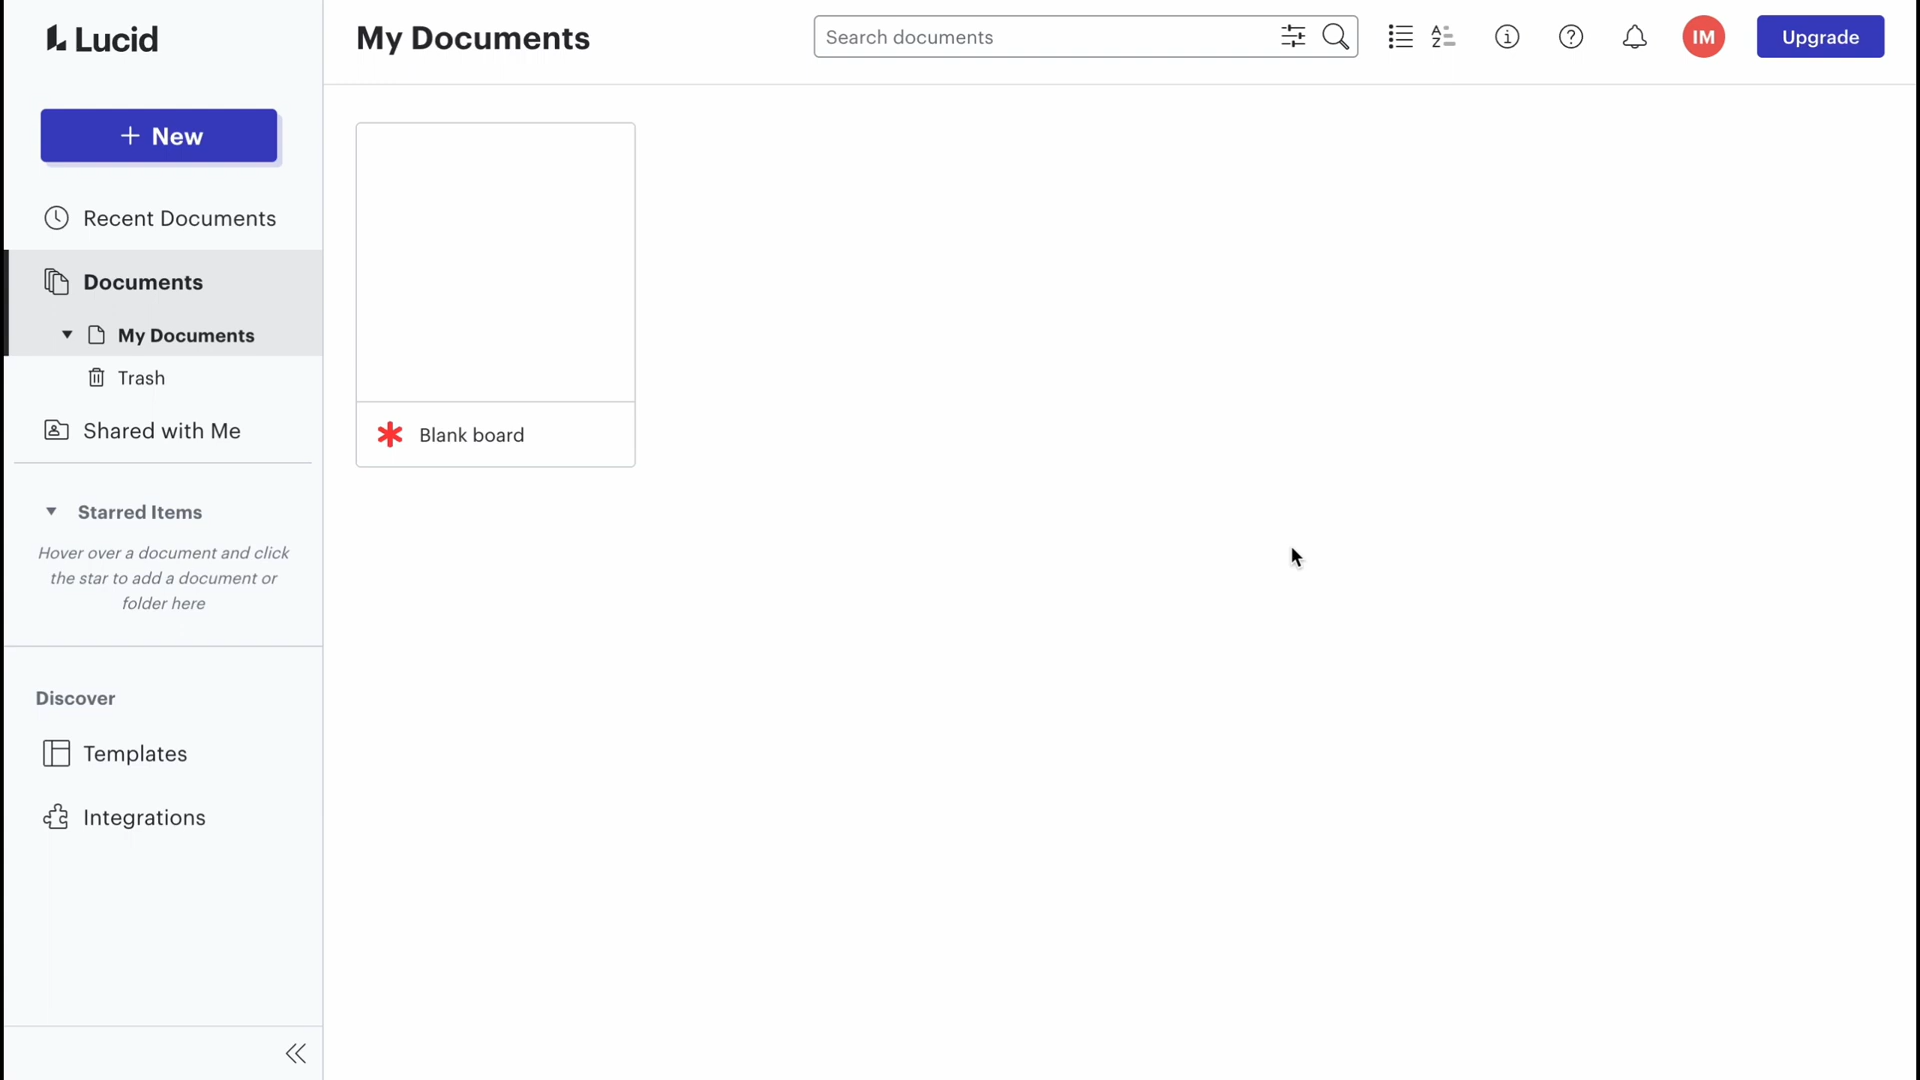 Lucid
My Documents
Search documents
A
Z
IM
Upgrade
+ New
Recent Documents
Documents
My Documents
Trash
Shared with Me
Starred Items
Hover over a document and click
the star to add a document or
folder here
Discover
Templates
Integrations
Blank board